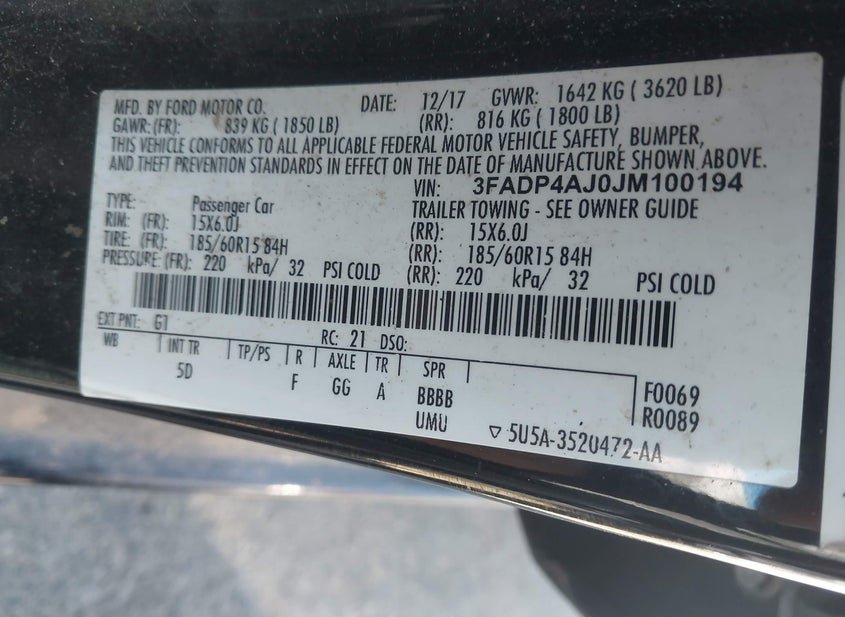 MFD. BY FORD MOTOR CO. DATE: 12/17 GVWR: 1642 KG ( 3620 LB)
GAWR:(FR): 839 KG ( 1850 LB) (RR): 816 KG ( 1800 LB)
THIS VEHICLE CONFORMS TO ALL APPLICABLE FEDERAL MOTOR VEHICLE SAFETY, BUMPER,
AND THEFT PREVENTION STANDARDS IN EFFECT ON THE DATE OF MANUFACTURE SHOWN ABOVE.
VIN: 3FADP4AJ0JM100194
TYPE: Passenger Car TRAILER TOWING - SEE OWNER GUIDE
RIM: (FR): 15X6.0J (RR): 15X6.0J
TIRE: (FR): 185/60R15 84H (RR): 185/60R15 84H
PRESSURE: (FR): 220 kPa/ 32 PSI COLD (RR): 220 kPa/ 32 PSI COLD
EXT PNT: G1 RC: 21 DSO:
WB INT TR TP/PS R AXLE TR SPR
5D F GG A BBBB F0069
UMU R0089
▽ 5U5A-3520472-AA